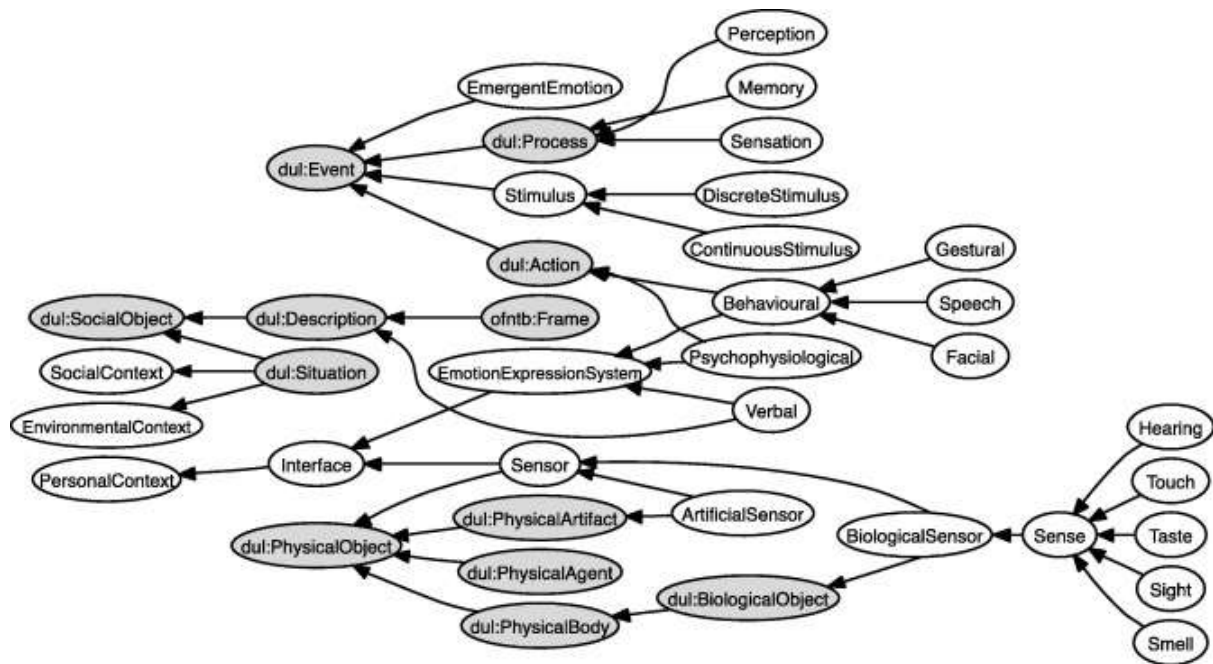 Perception
EmergentEmotion
Memory
dul:Process
Sensation
dul:Event
Stimulus
DiscreteStimulus
ContinuousStimulus
Gestural
dul:Action
Behavioural
Speech
dul:SocialObject
dul:Description
ofntb:Frame
SocialContext
dul:Situation
EmotionExpressionSystem
Psychophysiological
Facial
EnvironmentalContext
Verbal
Hearing
PersonalContext
Interface
Sensor
Touch
dul:PhysicalArtifact
ArtificialSensor
dul:PhysicalObject
BiologicalSensor
Sense
Taste
dul:PhysicalAgent
dul:BiologicalObject
Sight
dul:PhysicalBody
Smell